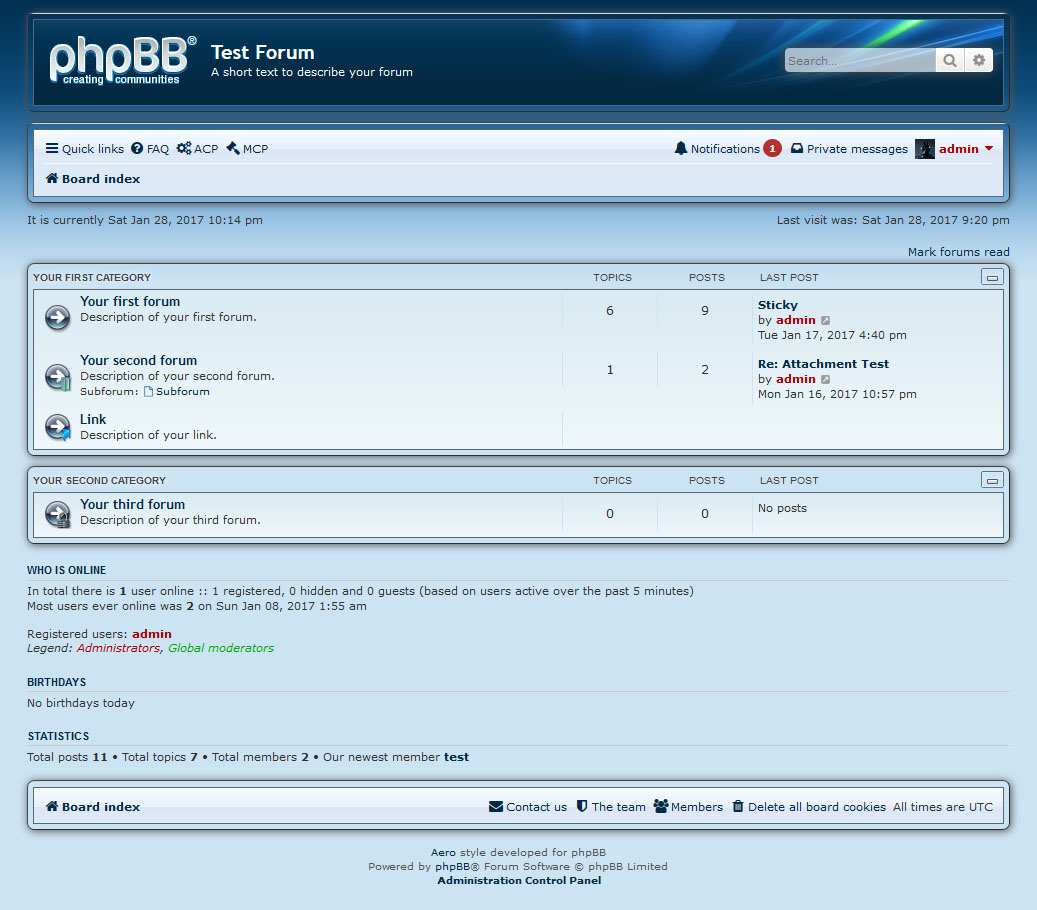 phpBB®
creating communities
Test Forum
A short text to describe your forum
Search...
Quick links FAQ ACP MCP
Notifications 1 Private messages admin
Board index
It is currently Sat Jan 28, 2017 10:14 pm
Last visit was: Sat Jan 28, 2017 9:20 pm
Mark forums read
YOUR FIRST CATEGORY TOPICS POSTS LAST POST
Your first forum
Description of your first forum.
6 9
Sticky
by admin
Tue Jan 17, 2017 4:40 pm
Your second forum
Description of your second forum.
Subforum: Subforum
1 2
Re: Attachment Test
by admin
Mon Jan 16, 2017 10:57 pm
Link
Description of your link.
YOUR SECOND CATEGORY TOPICS POSTS LAST POST
Your third forum
Description of your third forum.
0 0
No posts
WHO IS ONLINE
In total there is 1 user online :: 1 registered, 0 hidden and 0 guests (based on users active over the past 5 minutes)
Most users ever online was 2 on Sun Jan 08, 2017 1:55 am
Registered users: admin
Legend: Administrators, Global moderators
BIRTHDAYS
No birthdays today
STATISTICS
Total posts 11 • Total topics 7 • Total members 2 • Our newest member test
Board index
Contact us The team Members Delete all board cookies All times are UTC
Aero style developed for phpBB
Powered by phpBB® Forum Software © phpBB Limited
Administration Control Panel